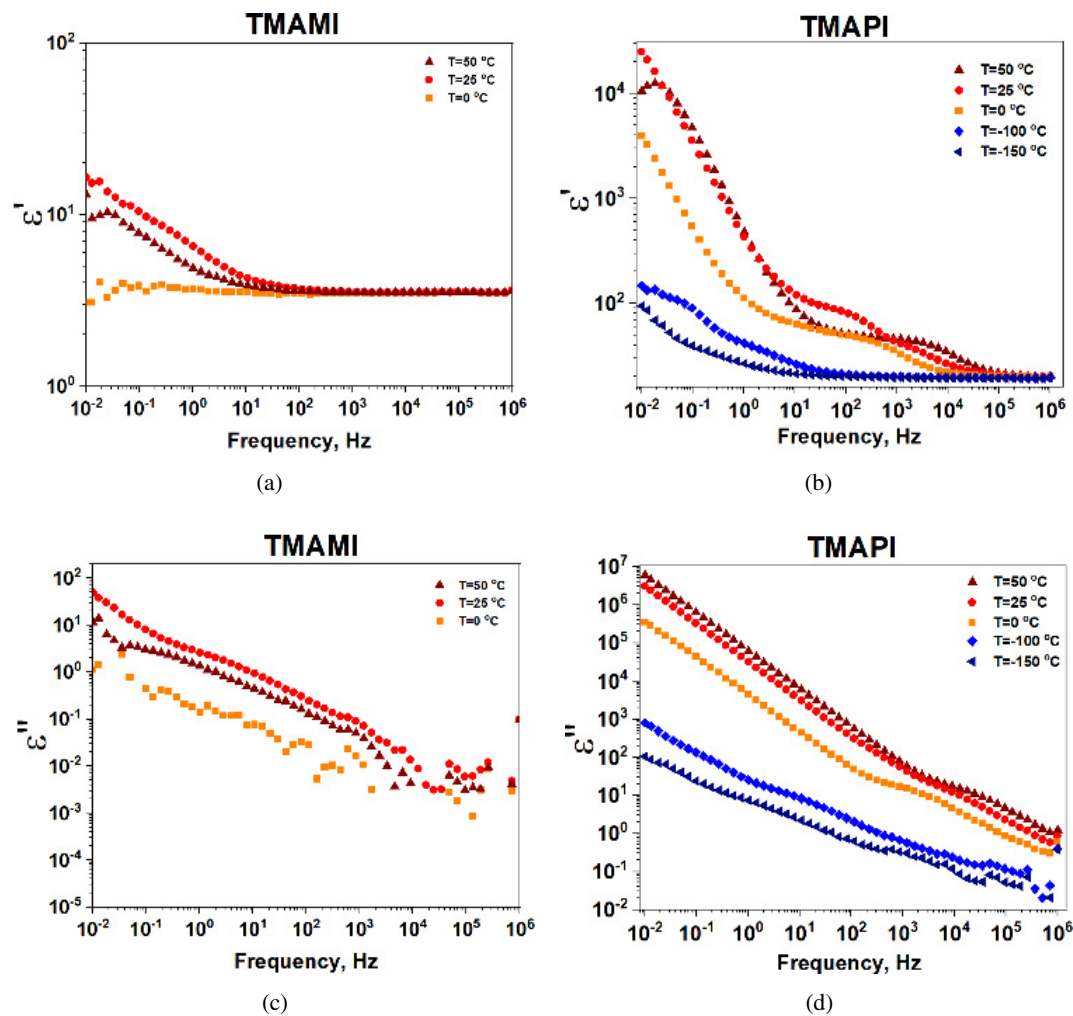 TMAMI
10²
10¹
10⁰
ε'
T=50 °C
T=25 °C
T=0 °C
10⁻² 10⁻¹ 10⁰ 10¹ 10² 10³ 10⁴ 10⁵ 10⁶
Frequency, Hz
(a)
TMAPI
10⁴
10³
10²
ε'
T=50 °C
T=25 °C
T=0 °C
T=-100 °C
T=-150 °C
10⁻² 10⁻¹ 10⁰ 10¹ 10² 10³ 10⁴ 10⁵ 10⁶
Frequency, Hz
(b)
TMAMI
10²
10¹
10⁰
10⁻¹
10⁻²
10⁻³
10⁻⁴
10⁻⁵
ε"
T=50 °C
T=25 °C
T=0 °C
10⁻² 10⁻¹ 10⁰ 10¹ 10² 10³ 10⁴ 10⁵ 10⁶
Frequency, Hz
(c)
TMAPI
10⁷
10⁶
10⁵
10⁴
10³
10²
10¹
10⁰
10⁻¹
10⁻²
ε"
T=50 °C
T=25 °C
T=0 °C
T=-100 °C
T=-150 °C
10⁻² 10⁻¹ 10⁰ 10¹ 10² 10³ 10⁴ 10⁵ 10⁶
Frequency, Hz
(d)